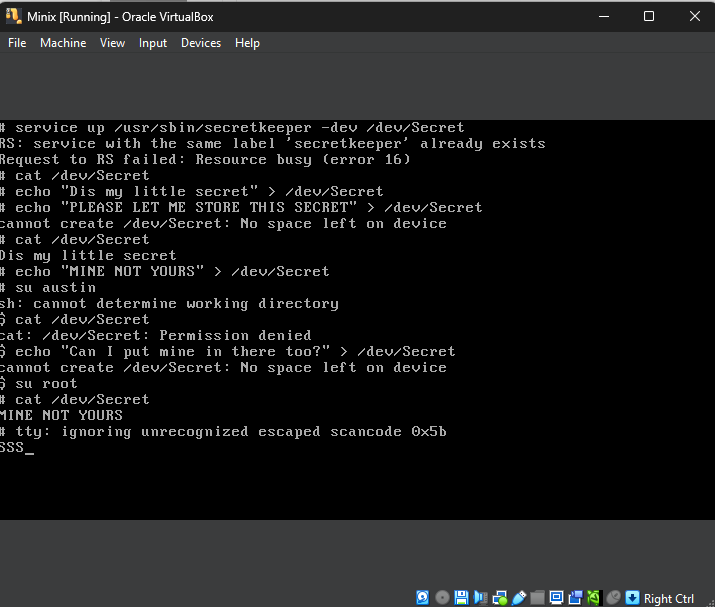 Minix [Running] - Oracle VirtualBox
File Machine View Input Devices Help
# service up /usr/sbin/secretkeeper -dev /dev/Secret
RS: service with the same label 'secretkeeper' already exists
Request to RS failed: Resource busy (error 16)
# cat /dev/Secret
# echo "Dis my little secret" > /dev/Secret
# echo "PLEASE LET ME STORE THIS SECRET" > /dev/Secret
cannot create /dev/Secret: No space left on device
# cat /dev/Secret
Dis my little secret
# echo "MINE NOT YOURS" > /dev/Secret
# su austin
sh: cannot determine working directory
$ cat /dev/Secret
cat: /dev/Secret: Permission denied
$ echo "Can I put mine in there too?" > /dev/Secret
cannot create /dev/Secret: No space left on device
$ su root
# cat /dev/Secret
MINE NOT YOURS
# tty: ignoring unrecognized escaped scancode 0x5b
SSS_
Right Ctrl